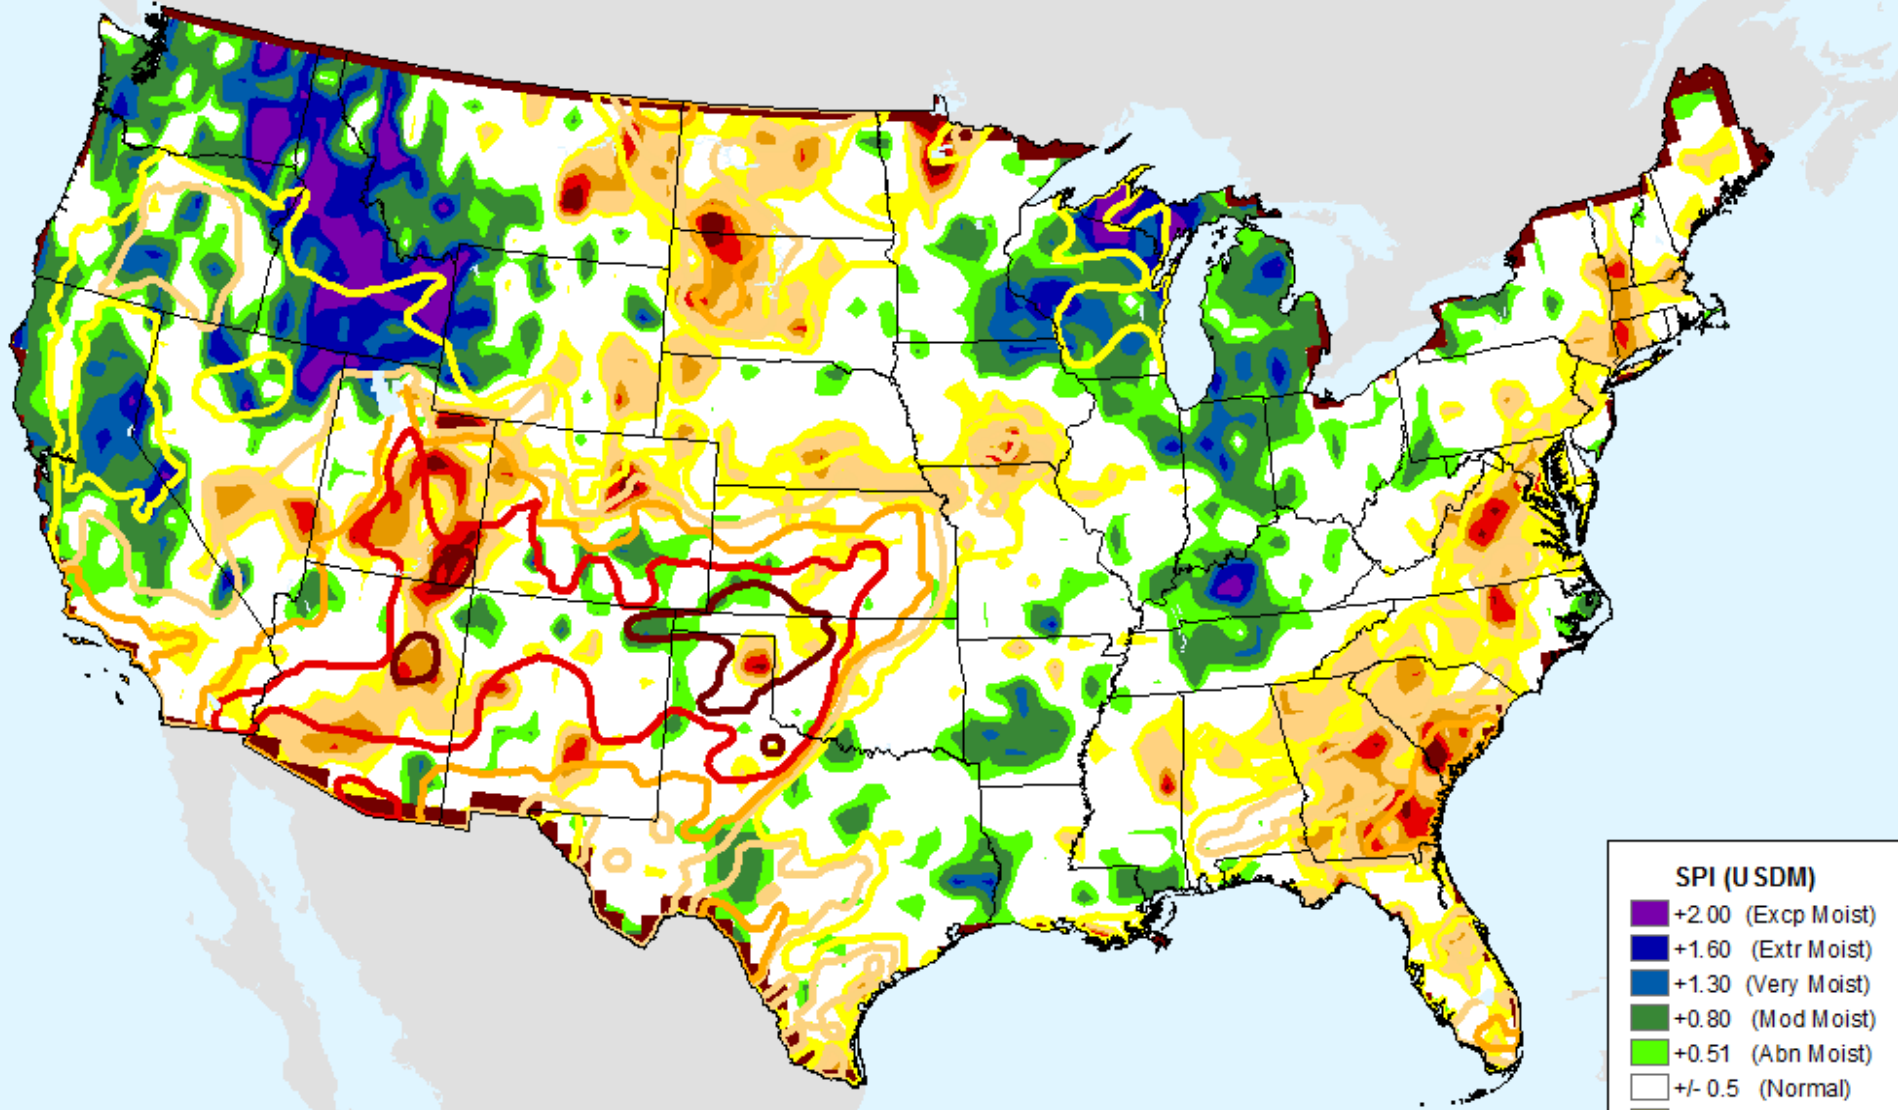 SPI (USDM)
+2.00 (Excp Moist)
+1.60 (Extr Moist)
+1.30 (Very Moist)
+0.80 (Mod Moist)
+0.51 (Abn Moist)
+/- 0.5 (Normal)